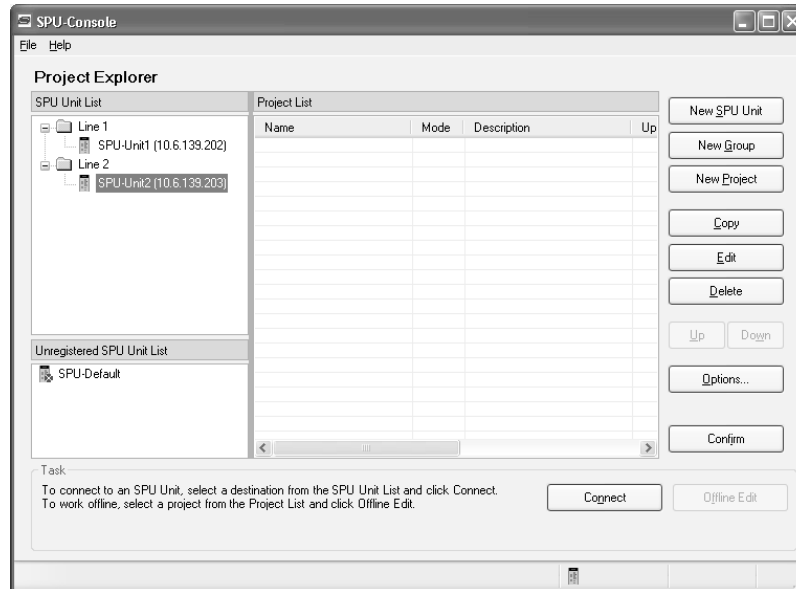 SPU-Console
File Help
Project Explorer
SPU Unit List
Line 1
SPU-Unit1 (10.6.139.202)
Line 2
SPU-Unit2 (10.6.139.203)
Unregistered SPU Unit List
SPU-Default
Project List
Name Mode Description Up
New SPU Unit
New Group
New Project
Copy
Edit
Delete
Up Down
Options...
Confirm
Task
To connect to an SPU Unit, select a destination from the SPU Unit List and click Connect.
To work offline, select a project from the Project List and click Offline Edit.
Connect Offline Edit